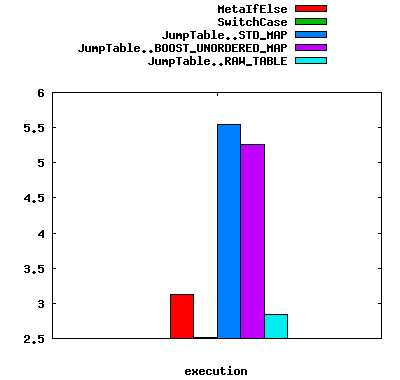 MetaIfElse
SwitchCase
JumpTable..STD_MAP
JumpTable..BOOST_UNORDERED_MAP
JumpTable..RAW_TABLE
6
5.5
5
4.5
4
3.5
3
2.5
execution